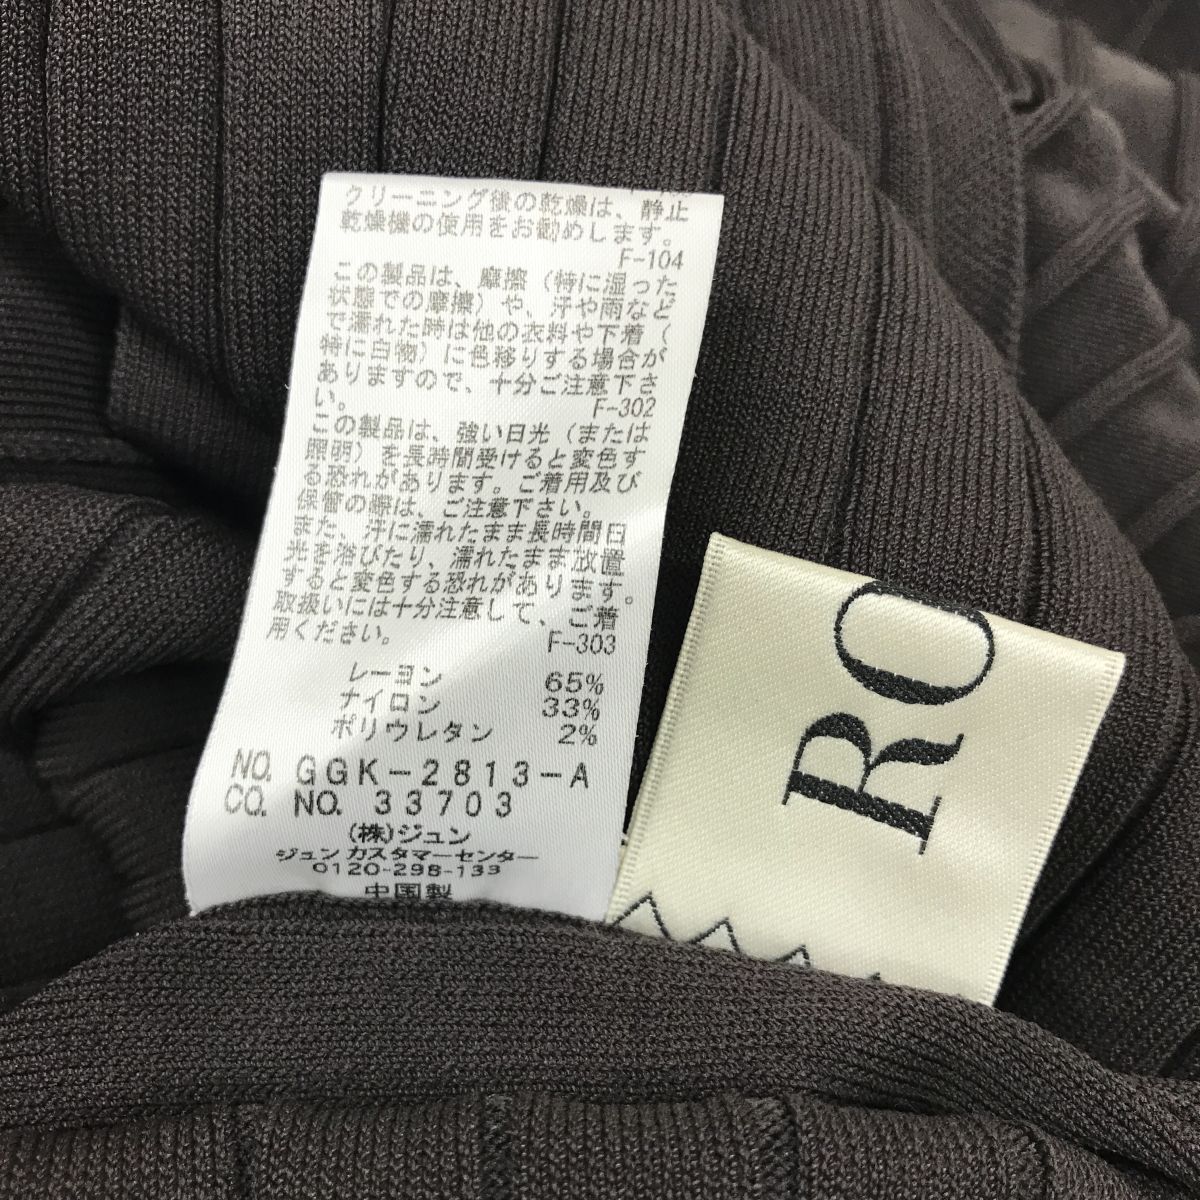 クリーニング後の乾燥は、静止
乾燥機の使用をお勧めします。
F-104
この製品は、摩擦(特に湿った
状態での摩擦)や、汗や雨など
で濡れた時は他の衣料や下着(
特に白物)に色移りする場合が
ありますので、十分ご注意下さ
い。
F-302
この製品は、強い日光(または
照明)を長時間受けると変色す
る恐れがあります。ご着用及び
保管の際は、ご注意下さい。
また、汗に濡れたまま長時間日
光を浴びたり、濡れたまま放置
すると変色する恐れがあります。
取扱いには十分注意して、ご着
用ください。
F-303
レーヨン 65%
ナイロン 33%
ポリウレタン 2%
NO. GGK-2813-A
CO. NO. 33703
(株)ジュン
ジュン カスタマーセンター
0120-298-133
中国製
RO